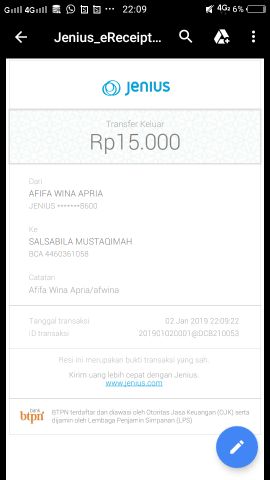 4G 4G 22:09 4G 6%
Jenius_eReceipt...
jenius
Transfer Keluar
Rp15.000
Dari
AFIFA WINA APRIA
JENIUS *******8600
Ke
SALSABILA MUSTAQIMAH
BCA 4460361058
Catatan
Afifa Wina Apria/afwina
Tanggal transaksi 02 Jan 2019 22:09:22
ID transaksi 201901020001@DC8210053
Resi ini merupakan bukti transaksi yang sah.
Kirim uang lebih cepat dengan Jenius.
www.jenius.com
bank btpn
BTPN terdaftar dan diawasi oleh Otoritas Jasa Keuangan (OJK) serta
dijamin oleh Lembaga Penjamin Simpanan (LPS)